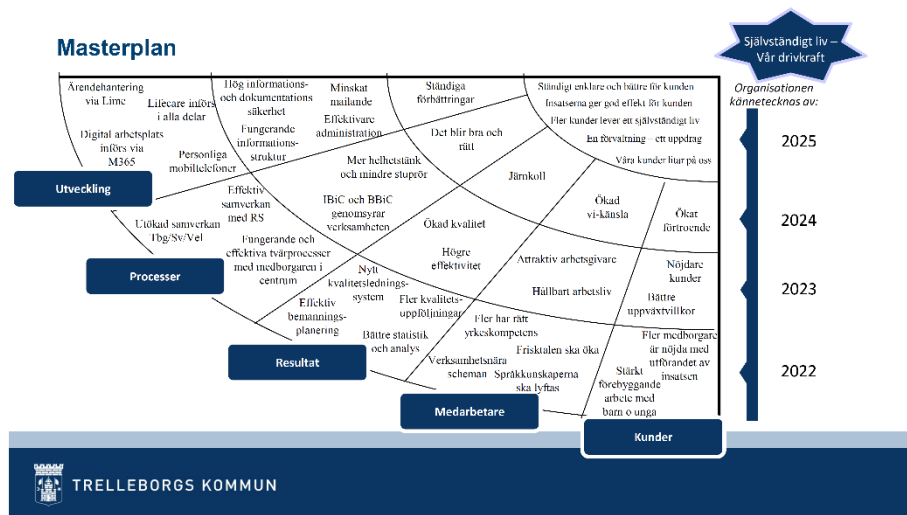 Masterplan
Självständigt liv –
Vår drivkraft
Organisationen
kännetecknas av:
2025
2024
2023
2022
Ärendehantering
via Lime
Lifecare införs
i alla delar
Digital arbetsplats
införs via
M365
Personliga
mobiltelefoner
Hög informations-
och dokumentations
säkerhet
Fungerande
informations-
struktur
Minskat
mailande
Effektivare
administration
Ständiga
förbättringar
Det blir bra och
rätt
Ständigt enklare och bättre för kunden
Insatserna ger god effekt för kunden
Fler kunder lever ett självständigt liv
En förvaltning – ett uppdrag
Våra kunder litar på oss
Utveckling
Utökad samverkan
Tbg/Sv/Vel
Effektiv
samverkan
med RS
Fungerande och
effektiva tvärprocesser
med medborgaren i
centrum
Mer helhetstänk
och mindre stuprör
IBiC och BBiC
genomsyrar
verksamheten
Järnkoll
Processer
Effektiv
bemannings-
planering
Nytt
kvalitetslednings-
system
Fler kvalitets-
uppföljningar
Bättre statistik
och analys
Ökad kvalitet
Högre
effektivitet
Resultat
Verksamhetsnära
scheman
Fler har rätt
yrkeskompetens
Frisktalen ska öka
Språkkunskaperna
ska lyftas
Attraktiv arbetsgivare
Hållbart arbetsliv
Ökad
vi-känsla
Medarbetare
Ökat
förtroende
Nöjdare
kunder
Bättre
uppväxtvillkor
Fler medborgare
är nöjda med
utförandet av
insatsen
Stärkt
förebyggande
arbete med
barn o unga
Kunder
TRELLEBORGS KOMMUN